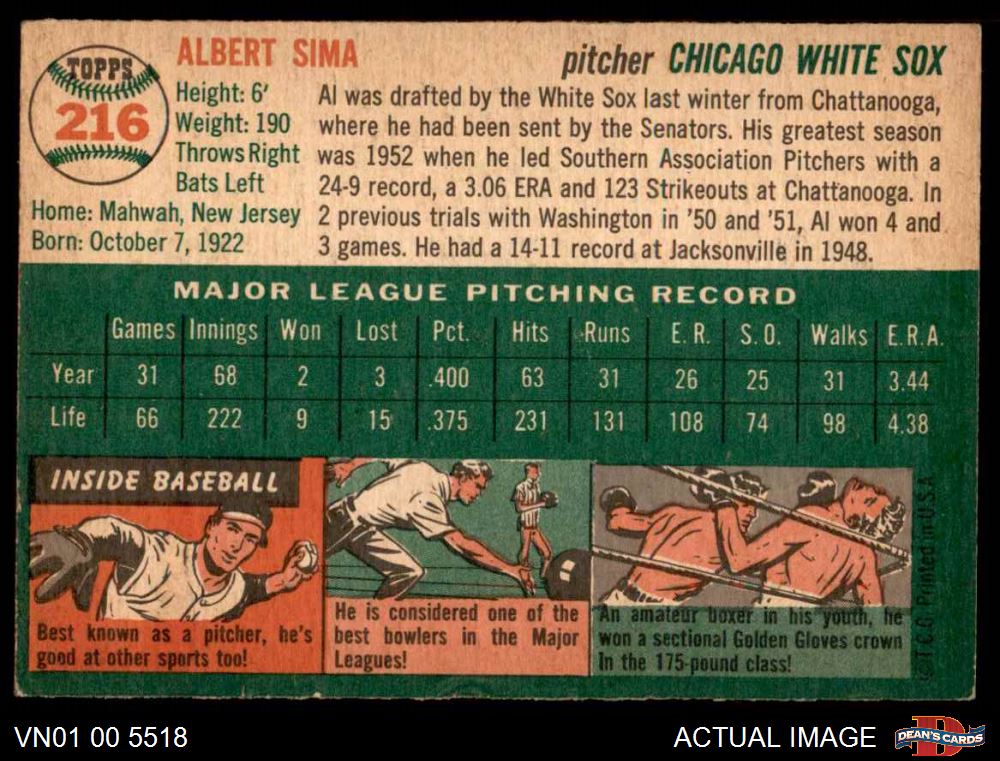 TOPPS
216
ALBERT SIMA
pitcher CHICAGO WHITE SOX
Height: 6'
Weight: 190
Throws Right
Bats Left
Home: Mahwah, New Jersey
Born: October 7, 1922
Al was drafted by the White Sox last winter from Chattanooga,
where he had been sent by the Senators. His greatest season
was 1952 when he led Southern Association Pitchers with a
24-9 record, a 3.06 ERA and 123 Strikeouts at Chattanooga. In
2 previous trials with Washington in '50 and '51, Al won 4 and
3 games. He had a 14-11 record at Jacksonville in 1948.
MAJOR LEAGUE PITCHING RECORD
Games Innings Won Lost Pct. Hits Runs E.R. S.O. Walks E.R.A.
Year 31 68 2 3 .400 63 31 26 25 31 3.44
Life 66 222 9 15 .375 231 131 108 74 98 4.38
INSIDE BASEBALL
Best known as a pitcher, he's
good at other sports too!
He is considered one of the
best bowlers in the Major
Leagues!
An amateur boxer in his youth, he
won a sectional Golden Gloves crown
in the 175-pound class!
© T.C.G. Printed in U.S.A.
VN01 00 5518
ACTUAL IMAGE
DEAN'S CARDS